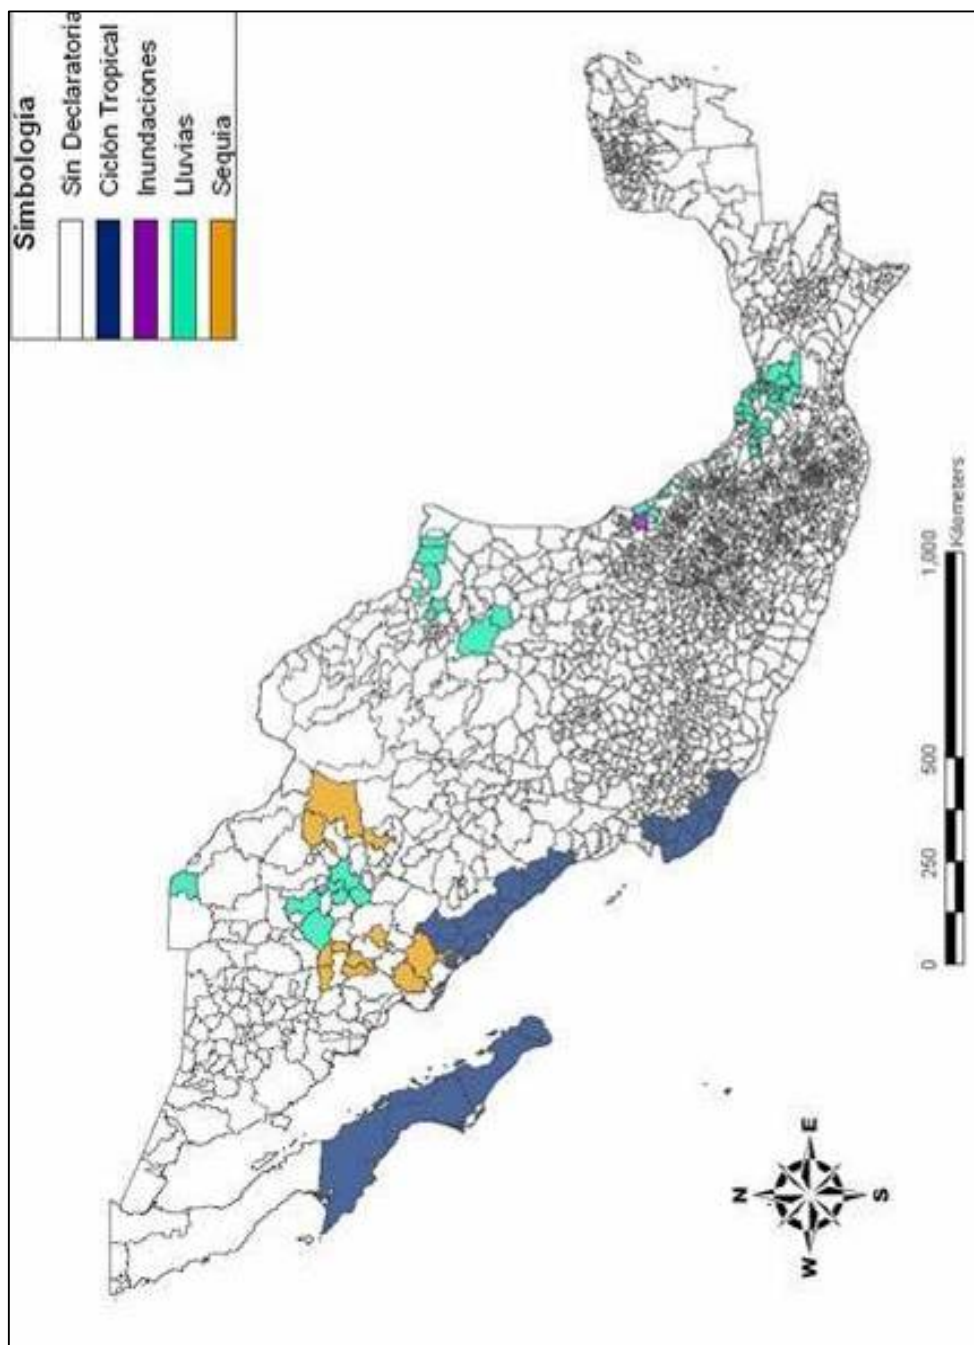 Simbología
Sin Declaratoria
Ciclón Tropical
Inundaciones
Lluvias
Sequia
N
W
E
S
0
250
500
1,000
Kilometers